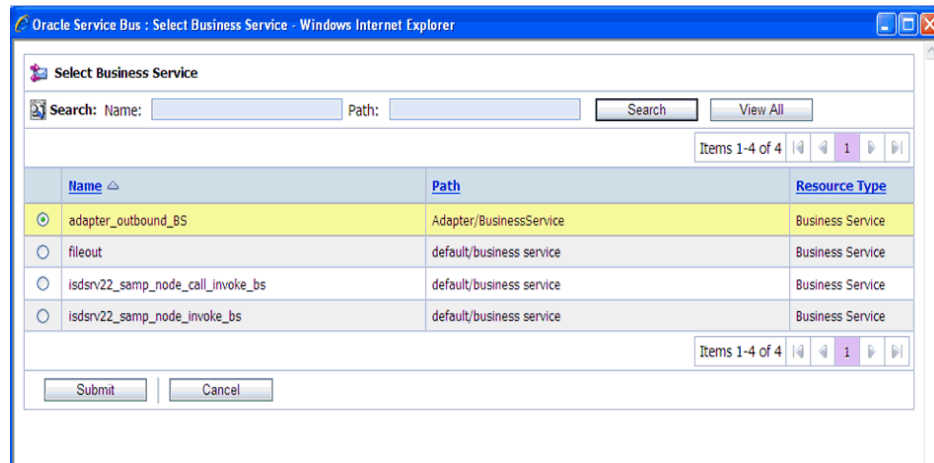 Oracle Service Bus : Select Business Service - Windows Internet Explorer
Select Business Service
Search: Name: Path: Search View All
Items 1-4 of 4 1
Name Path Resource Type
adapter_outbound_BS Adapter/BusinessService Business Service
fileout default/business service Business Service
isdsrv22_samp_node_call_invoke_bs default/business service Business Service
isdsrv22_samp_node_invoke_bs default/business service Business Service
Items 1-4 of 4 1
Submit Cancel